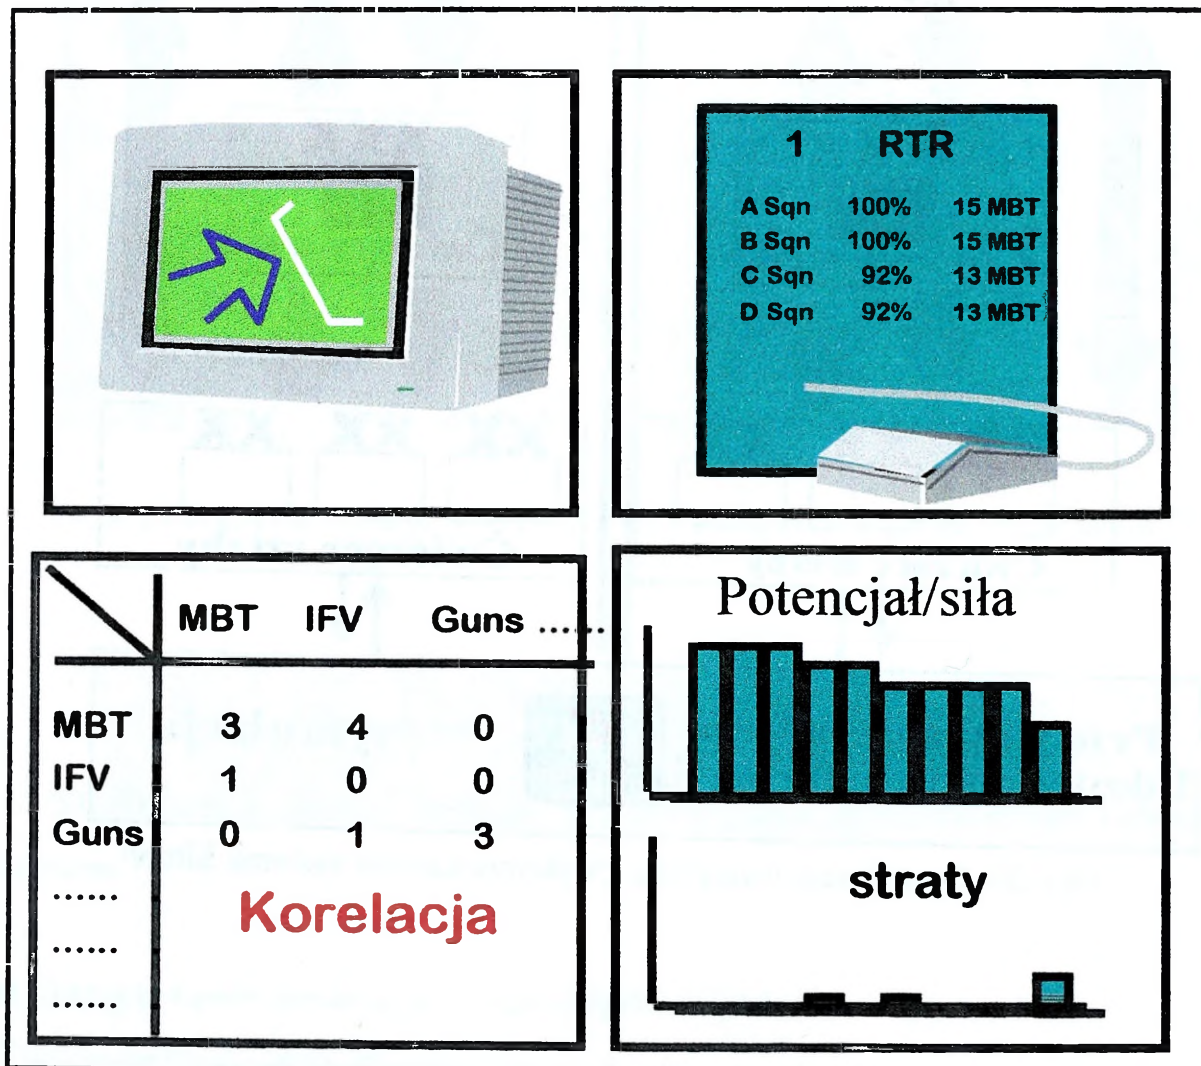 1 RTR
A Sqn 100% 15 MBT
B Sqn 100% 15 MBT
C Sqn 92% 13 MBT
D Sqn 92% 13 MBT
MBT IFV Guns ......
MBT 3 4 0
IFV 1 0 0
Guns 0 1 3
......
Korelacja
......
......
Potencjał/siła
straty